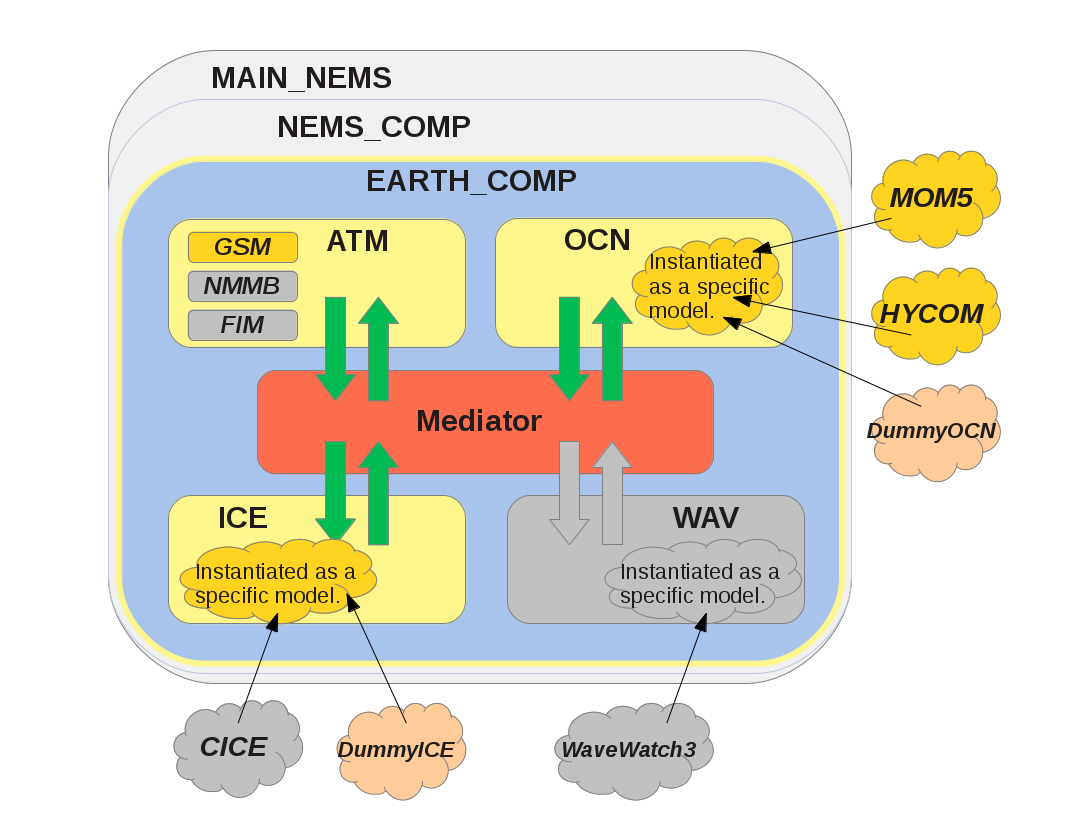 MAIN_NEMS
NEMS_COMP
EARTH_COMP
GSM
NMMB
FIM
ATM
OCN
Instantiated
as a specific
model.
MOM5
HYCOM
DummyOCN
Mediator
ICE
Instantiated as a
specific model.
WAV
Instantiated as a
specific model.
CICE
DummyICE
WaveWatch3